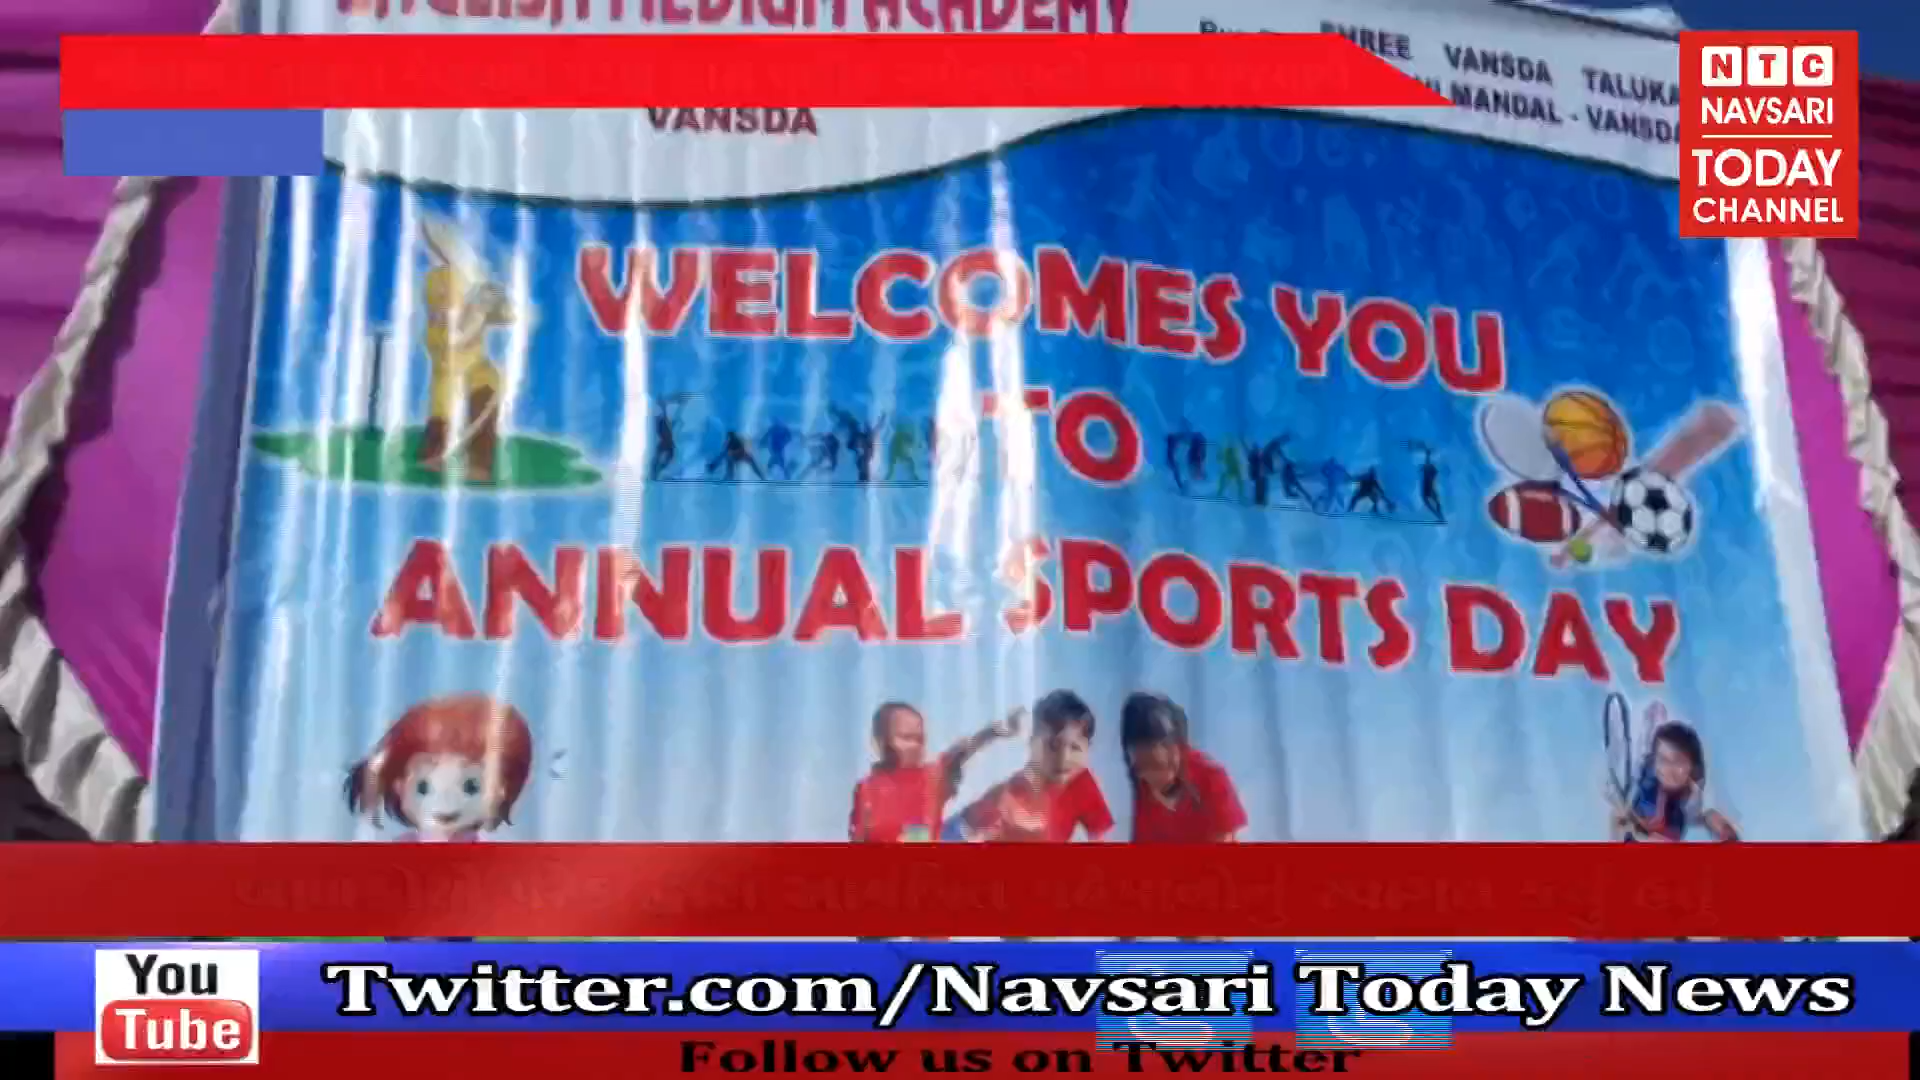 ENGLISH MEDIUM ACADEMY
VANSDA
SHREE VANSDA TALUKA
MANDAL - VANSDA
NTC
NAVSARI
TODAY
CHANNEL
WELCOMES YOU
TO
ANNUAL SPORTS DAY
You
Tube
Twitter.com/Navsari Today News
Follow us on Twitter